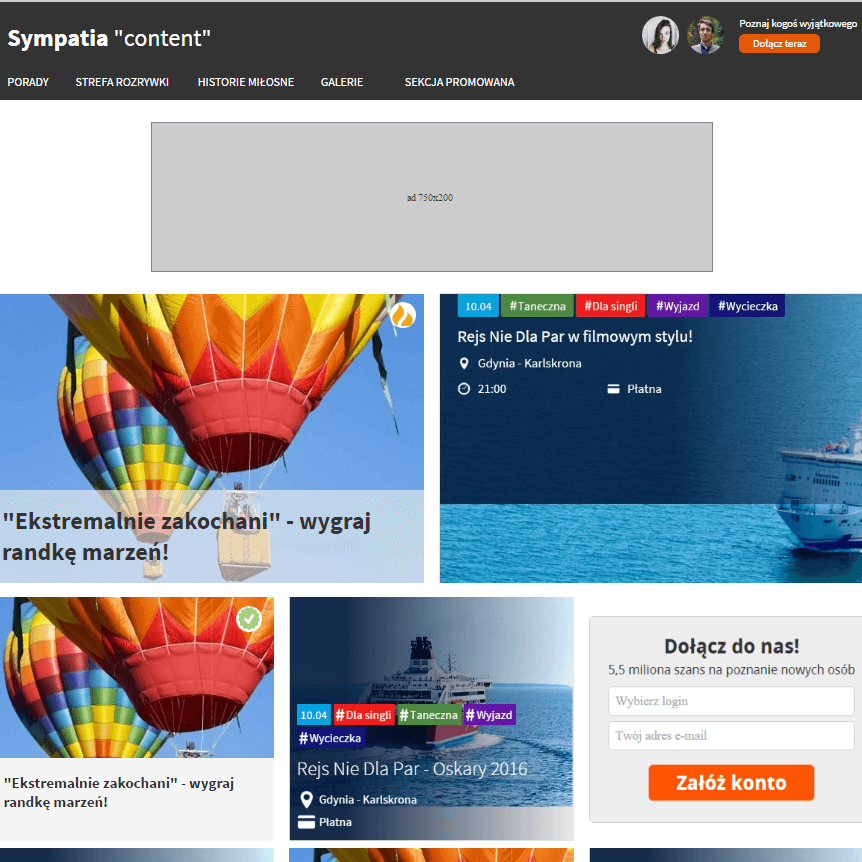 Sympatia "content"
Poznaj kogoś wyjątkowego
Dołącz teraz
PORADY STREFA ROZRYWKI HISTORIE MIŁOSNE GALERIE SEKCJA PROMOWANA
ad 750x200
"Ekstremalnie zakochani" - wygraj
randkę marzeń!
10.04 #Taneczna #Dla singli #Wyjazd #Wycieczka
Rejs Nie Dla Par w filmowym stylu!
Gdynia - Karlskrona
21:00 Płatna
"Ekstremalnie zakochani" - wygraj
randkę marzeń!
10.04 #Dla singli #Taneczna #Wyjazd
#Wycieczka
Rejs Nie Dla Par - Oskary 2016
Gdynia - Karlskrona
Płatna
Dołącz do nas!
5,5 miliona szans na poznanie nowych osób
Wybierz login
Twój adres e-mail
Załóż konto